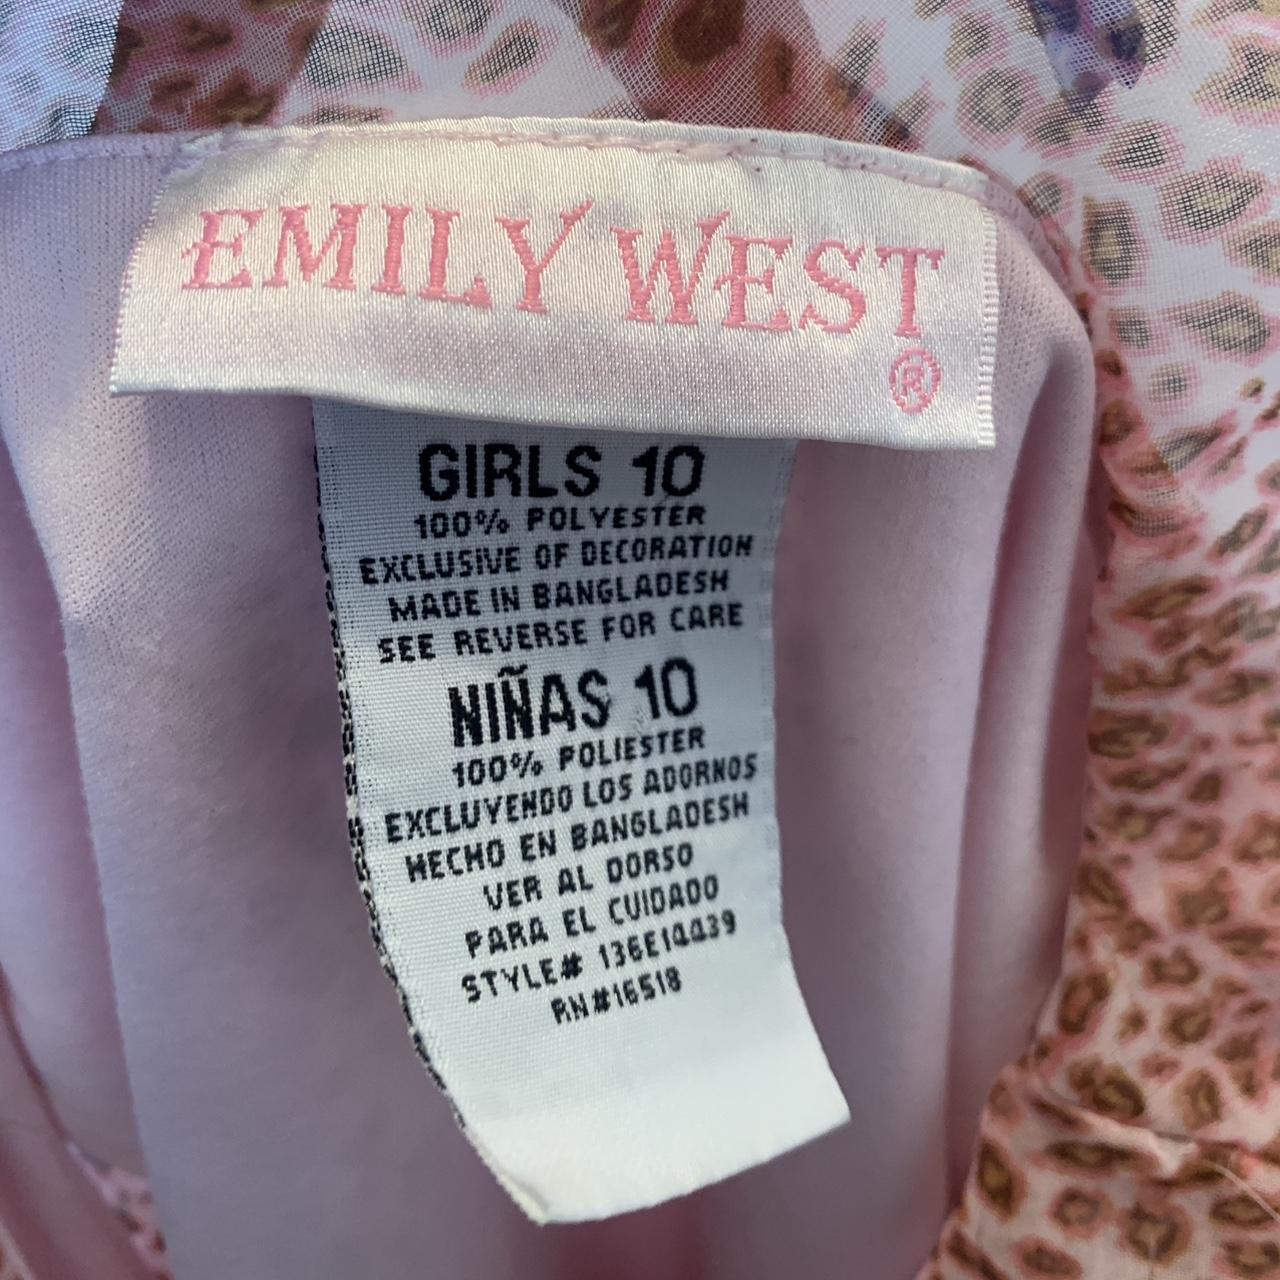 EMILY WEST
®
GIRLS 10
100% POLYESTER
EXCLUSIVE OF DECORATION
MADE IN BANGLADESH
SEE REVERSE FOR CARE
NIÑAS 10
100% POLIESTER
EXCLUYENDO LOS ADORNOS
HECHO EN BANGLADESH
VER AL DORSO
PARA EL CUIDADO
STYLE# 136E14439
RN#16518